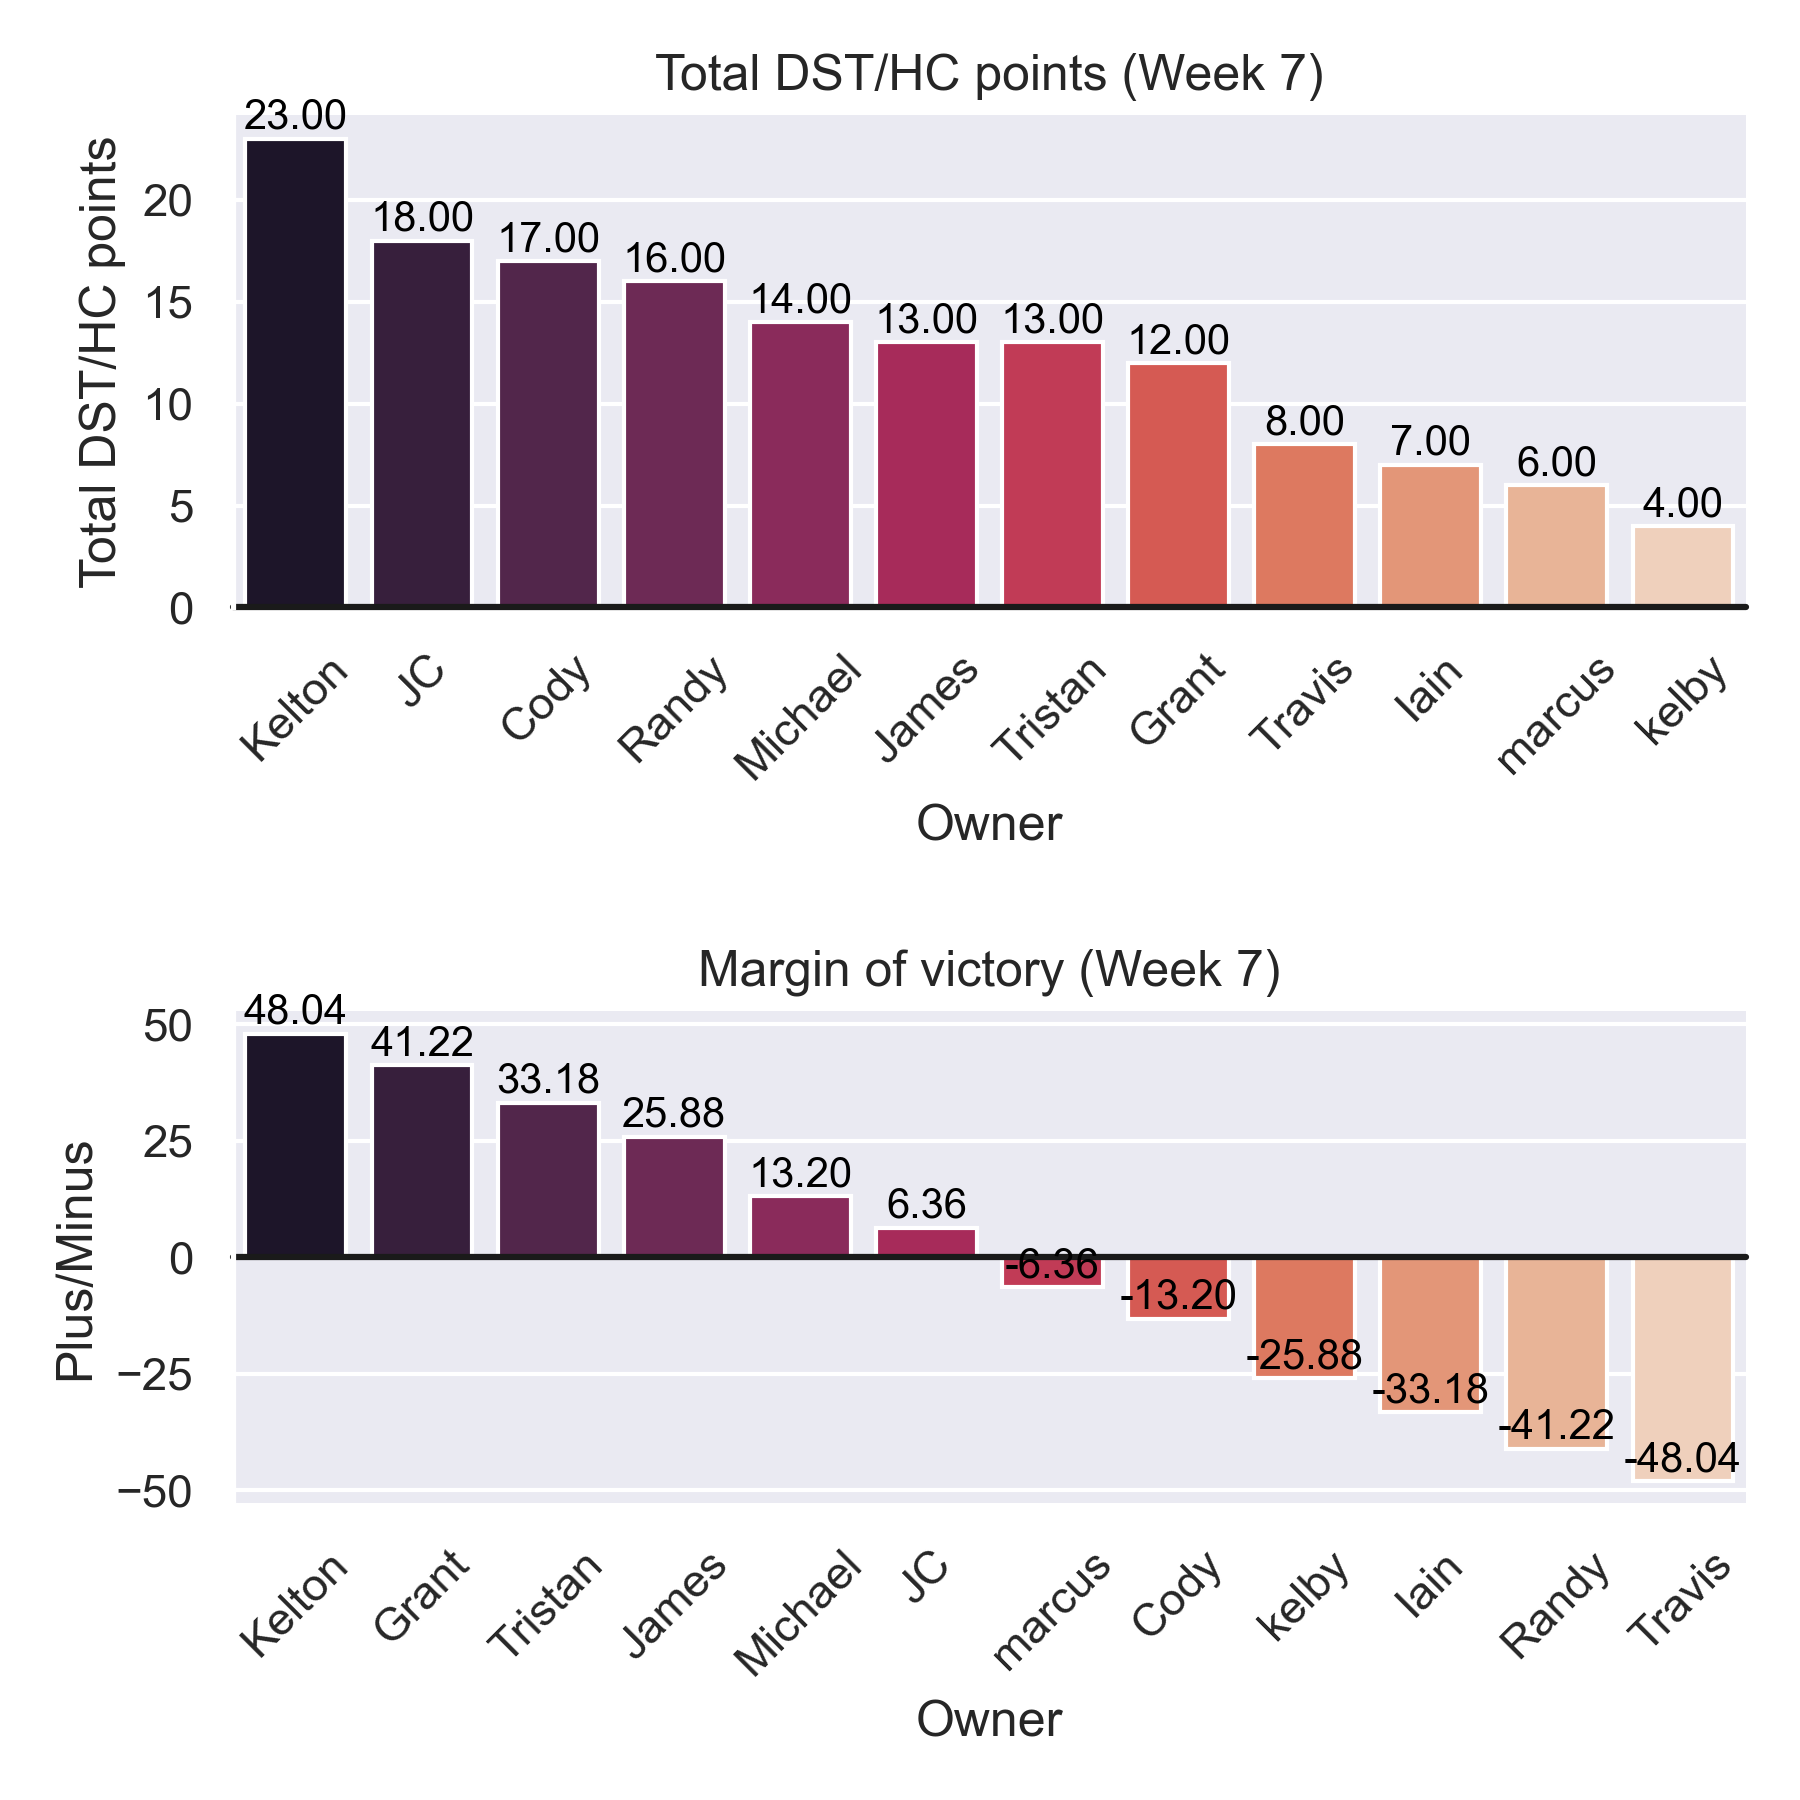 Total DST/HC points (Week 7)
Total DST/HC points
20
15
10
5
0
23.00
18.00
17.00
16.00
14.00
13.00
13.00
12.00
8.00
7.00
6.00
4.00
Kelton
JC
Cody
Randy
Michael
James
Tristan
Grant
Travis
Iain
marcus
kelby
Owner
Margin of victory (Week 7)
Plus/Minus
50
25
0
−25
−50
48.04
41.22
33.18
25.88
13.20
6.36
-6.36
-13.20
-25.88
-33.18
-41.22
-48.04
Kelton
Grant
Tristan
James
Michael
JC
marcus
Cody
kelby
Iain
Randy
Travis
Owner